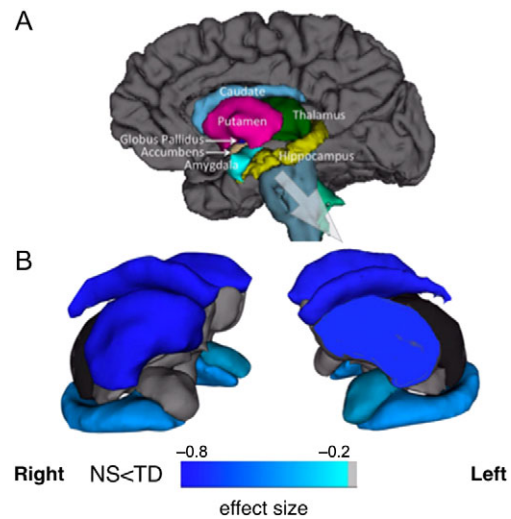 A
Caudate
Putamen
Thalamus
Globus Pallidus
Accumbens
Amygdala
Hippocampus
B
−0.8 −0.2
Right NS<TD Left
effect size